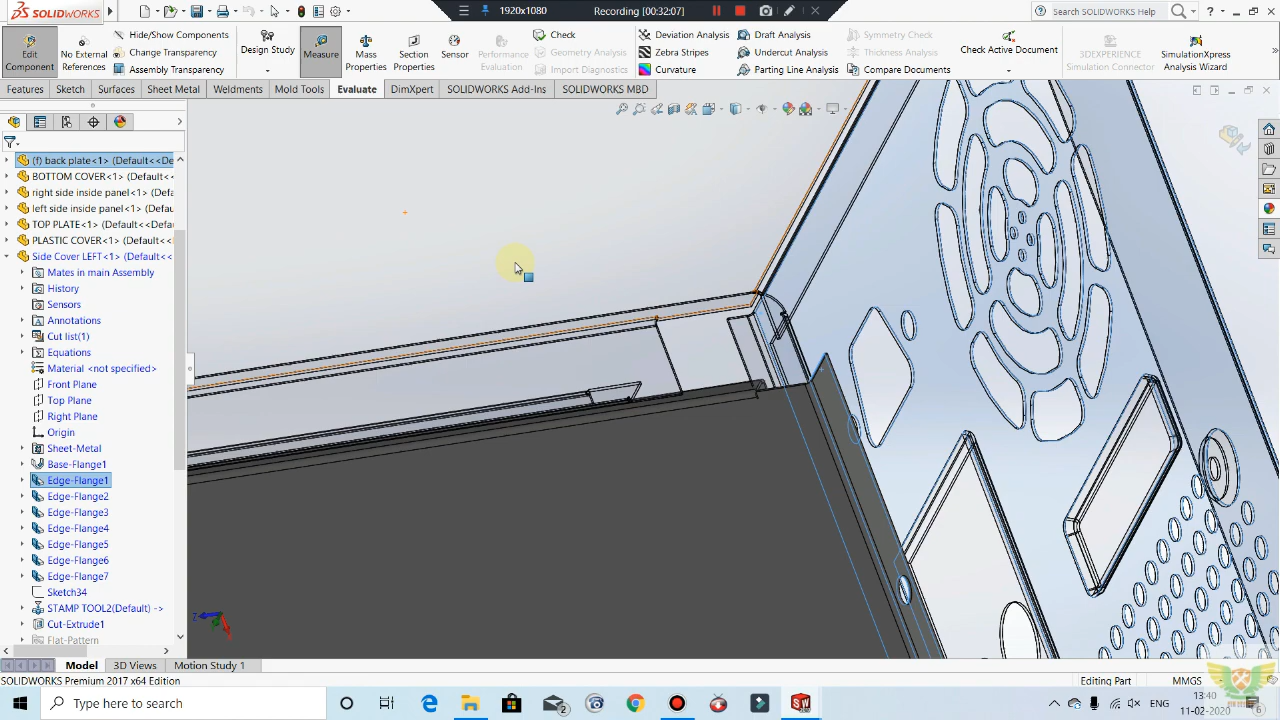 SOLIDWORKS
1920x1080
Recording [00:32:07]
Search SOLIDWORKS Help
Edit
Component
No External
References
Hide/Show Components
Change Transparency
Assembly Transparency
Design Study
Measure
Mass
Properties
Section
Properties
Sensor
Performance
Evaluation
Check
Geometry Analysis
Import Diagnostics
Deviation Analysis
Zebra Stripes
Curvature
Draft Analysis
Undercut Analysis
Parting Line Analysis
Symmetry Check
Thickness Analysis
Compare Documents
Check Active Document
3DEXPERIENCE
Simulation Connector
SimulationXpress
Analysis Wizard
Features
Sketch
Surfaces
Sheet Metal
Weldments
Mold Tools
Evaluate
DimXpert
SOLIDWORKS Add-Ins
SOLIDWORKS MBD
(f) back plate<1> (Default<<De
BOTTOM COVER<1> (Default<<
right side inside panel<1> (Defa
left side inside panel<1> (Defau
TOP PLATE<1> (Default<<Defa
PLASTIC COVER<1> (Default<<
Side Cover LEFT<1> (Default<<
Mates in main Assembly
History
Sensors
Annotations
Cut list(1)
Equations
Material <not specified>
Front Plane
Top Plane
Right Plane
Origin
Sheet-Metal
Base-Flange1
Edge-Flange1
Edge-Flange2
Edge-Flange3
Edge-Flange4
Edge-Flange5
Edge-Flange6
Edge-Flange7
Sketch34
STAMP TOOL2(Default) ->
Cut-Extrude1
Flat-Pattern
Z
Model
3D Views
Motion Study 1
SOLIDWORKS Premium 2017 x64 Edition
Editing Part
MMGS
Type here to search
2
ENG
13:40
11-02-2020
6